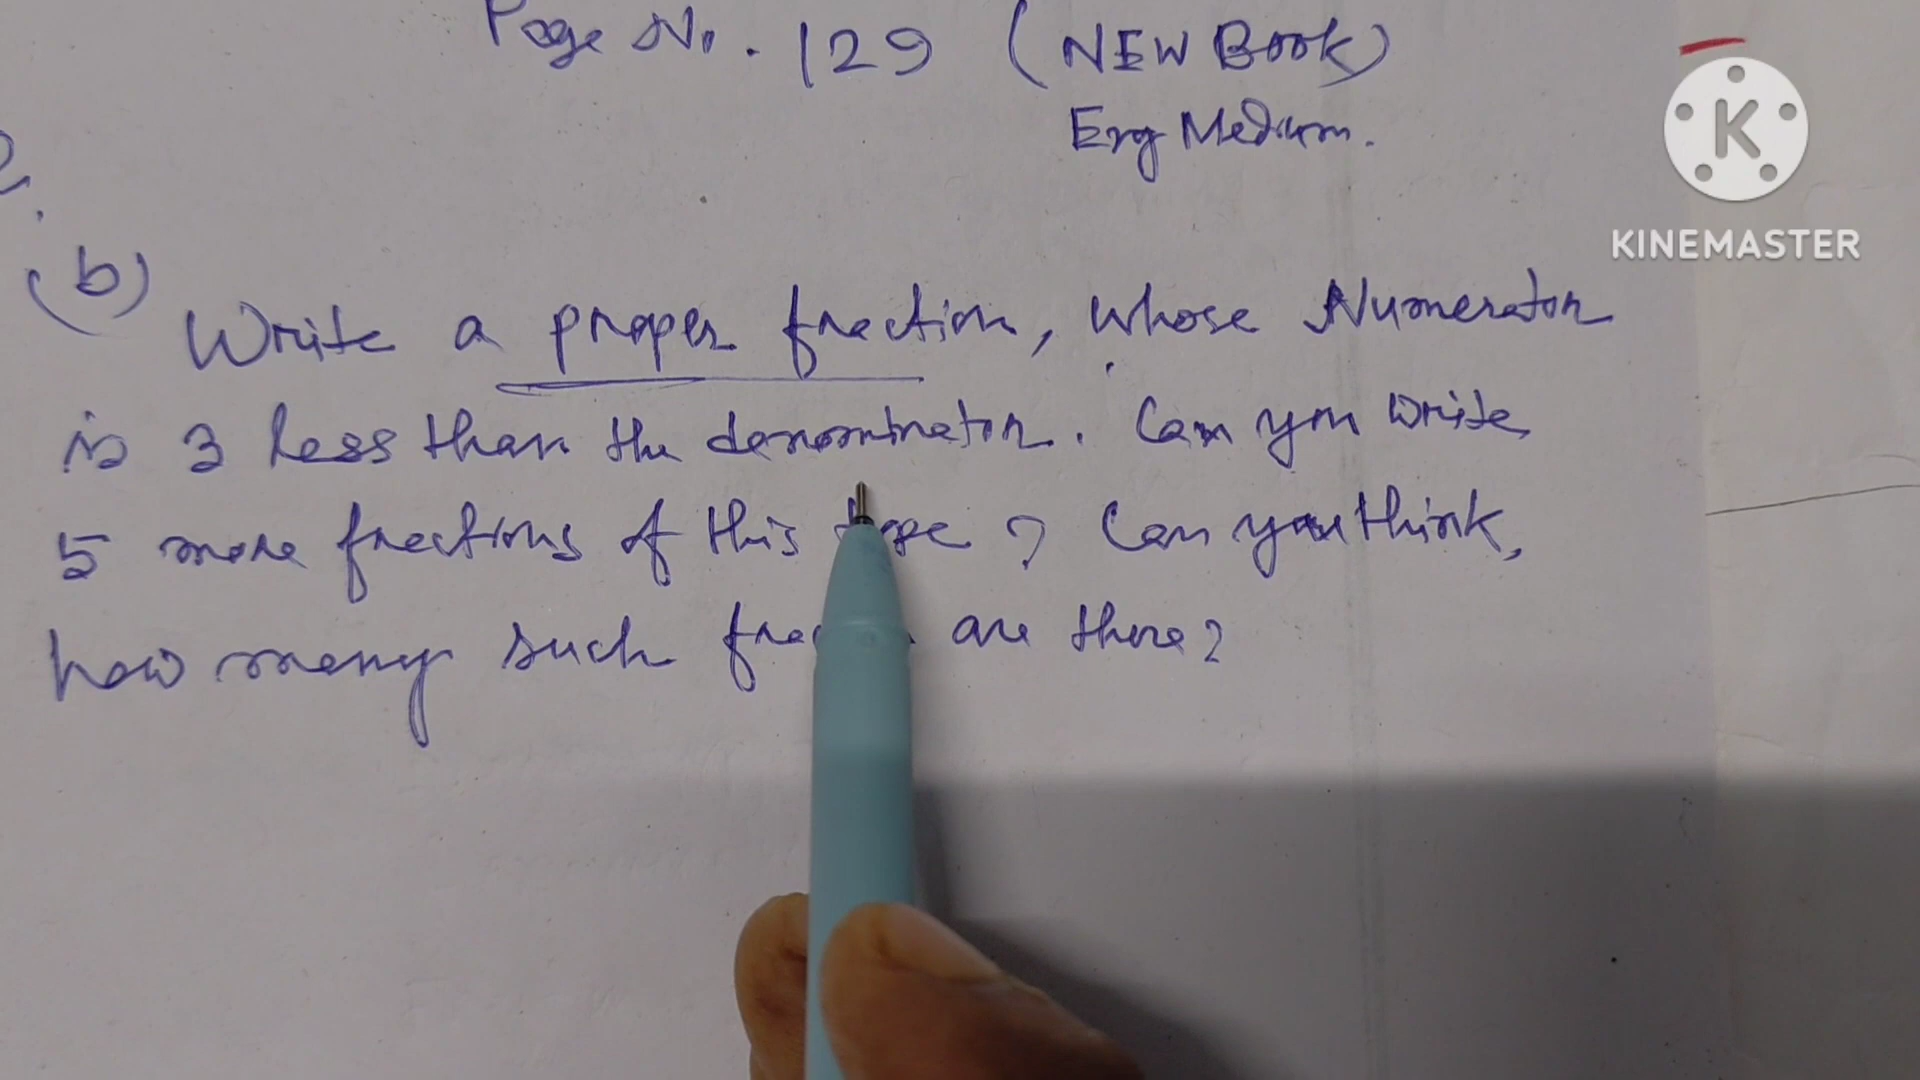 Page No. 129 (NEW Book)
Eng Medium.
2.
(b)
Write a proper fraction, whose Numerator
is 3 less than the denominator. Can you write
5 more fractions of this type? Can you think,
how many such are there?
K
KINEMASTER